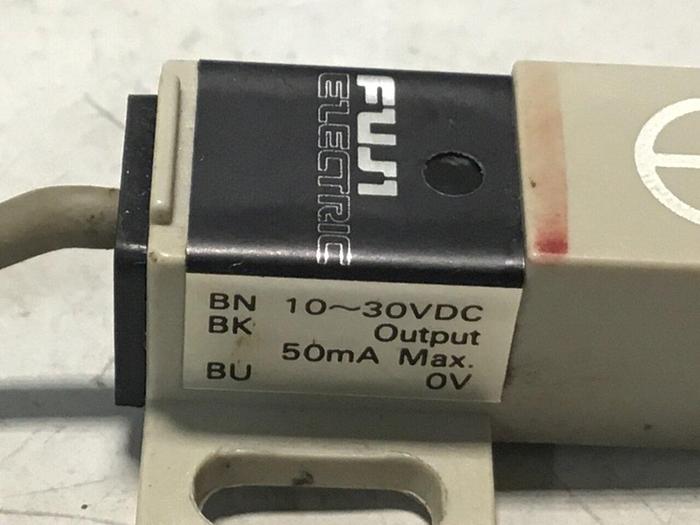 FUJI
ELECTRIC
BN 10~30VDC
BK Output
50mA Max.
BU 0V